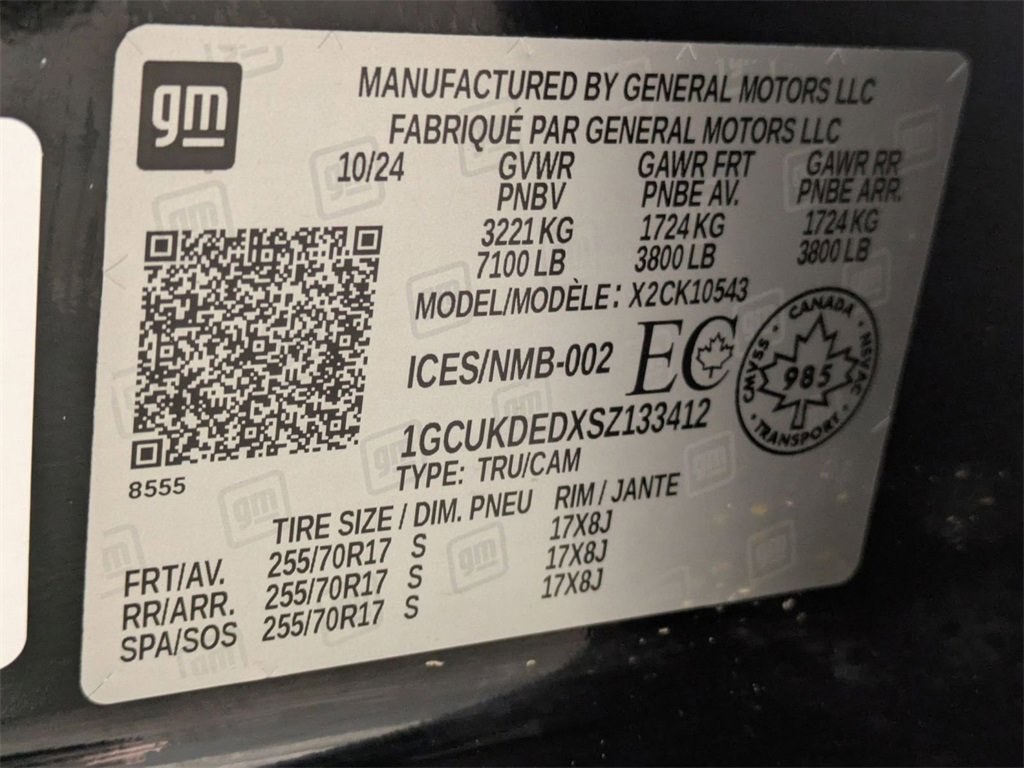 gm
MANUFACTURED BY GENERAL MOTORS LLC
FABRIQUÉ PAR GENERAL MOTORS LLC
10/24 GVWR GAWR FRT GAWR RR
PNBV PNBE AV. PNBE ARR.
3221 KG 1724 KG 1724 KG
7100 LB 3800 LB 3800 LB
MODEL/MODÈLE: X2CK10543
ICES/NMB-002 EC
CANADA
CMVSS · NSVAC
985
TRANSPORT
1GCUKDEDXSZ133412
TYPE: TRU/CAM
8555
TIRE SIZE / DIM. PNEU RIM / JANTE
FRT/AV. 255/70R17 S 17X8J
RR/ARR. 255/70R17 S 17X8J
SPA/SOS 255/70R17 S 17X8J